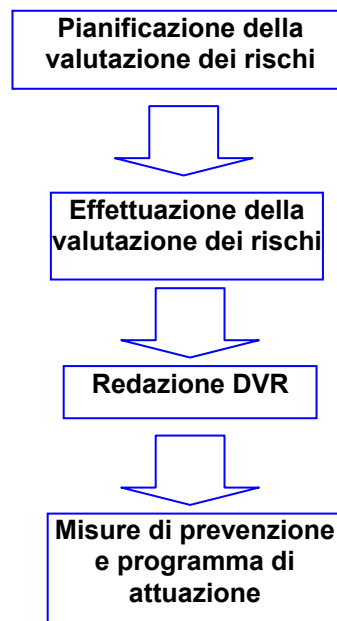 Pianificazione della
valutazione dei rischi
Effettuazione della
valutazione dei rischi
Redazione DVR
Misure di prevenzione
e programma di
attuazione